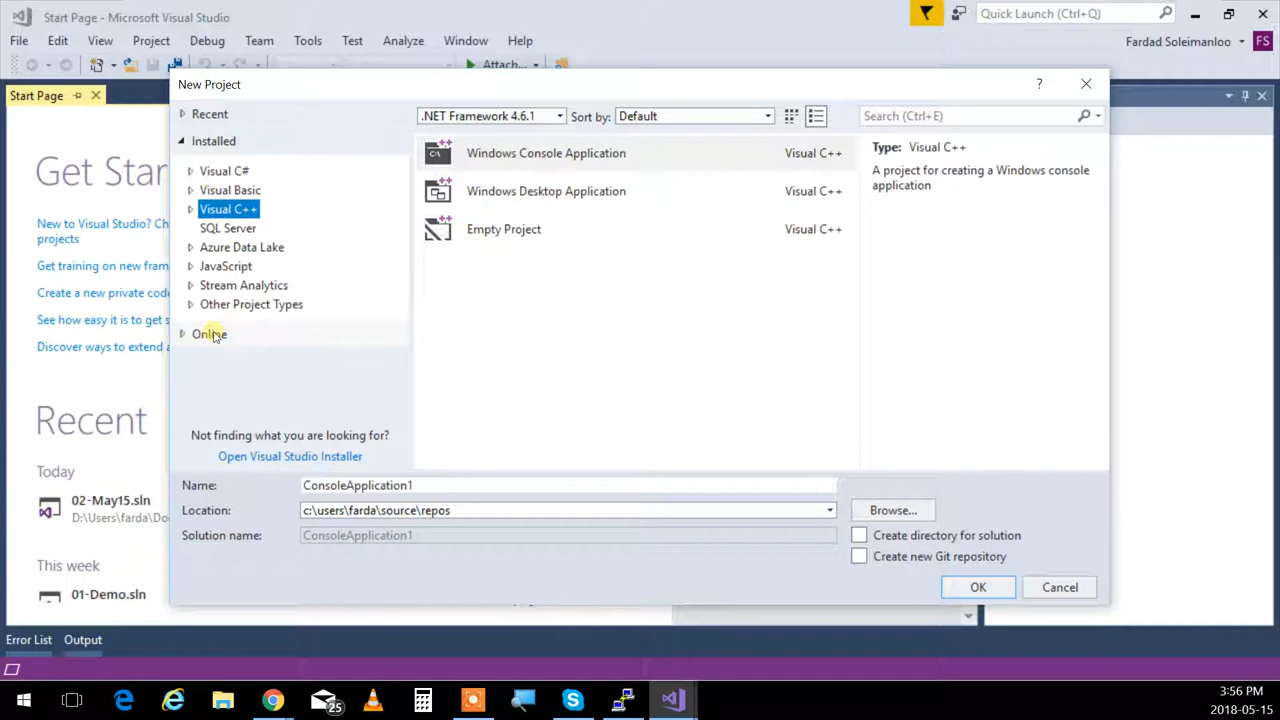 Start Page - Microsoft Visual Studio
Quick Launch (Ctrl+Q)
File Edit View Project Debug Team Tools Test Analyze Window Help
Fardad Soleimanloo FS
Attach...
Start Page
New Project
?
Recent
Installed
Visual C#
Visual Basic
Visual C++
SQL Server
Azure Data Lake
JavaScript
Stream Analytics
Other Project Types
Online
Not finding what you are looking for?
Open Visual Studio Installer
.NET Framework 4.6.1
Sort by: Default
Windows Console Application Visual C++
Windows Desktop Application Visual C++
Empty Project Visual C++
Search (Ctrl+E)
Type: Visual C++
A project for creating a Windows console
application
Name: ConsoleApplication1
Location: c:\users\farda\source\repos
Browse...
Solution name: ConsoleApplication1
Create directory for solution
Create new Git repository
OK Cancel
Get Star
New to Visual Studio? Ch
projects
Get training on new fram
Create a new private code
See how easy it is to get s
Discover ways to extend a
Recent
Today
02-May15.sln
D:\Users\farda\Do
This week
01-Demo.sln
Error List Output
25
3:56 PM
2018-05-15